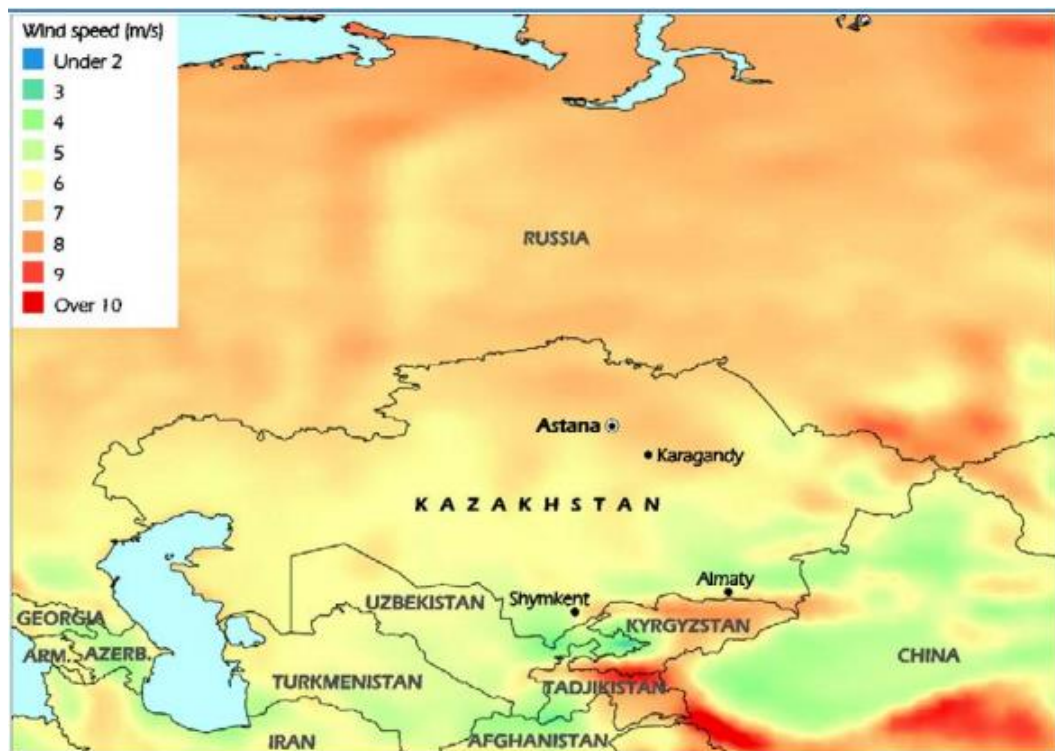 Wind speed (m/s)
Under 2
3
4
5
6
7
8
9
Over 10
RUSSIA
Astana
Karagandy
KAZAKHSTAN
Almaty
Shymkent
UZBEKISTAN
GEORGIA
KYRGYZSTAN
ARM.
AZERB.
CHINA
TURKMENISTAN
TADJIKISTAN
IRAN
AFGHANISTAN